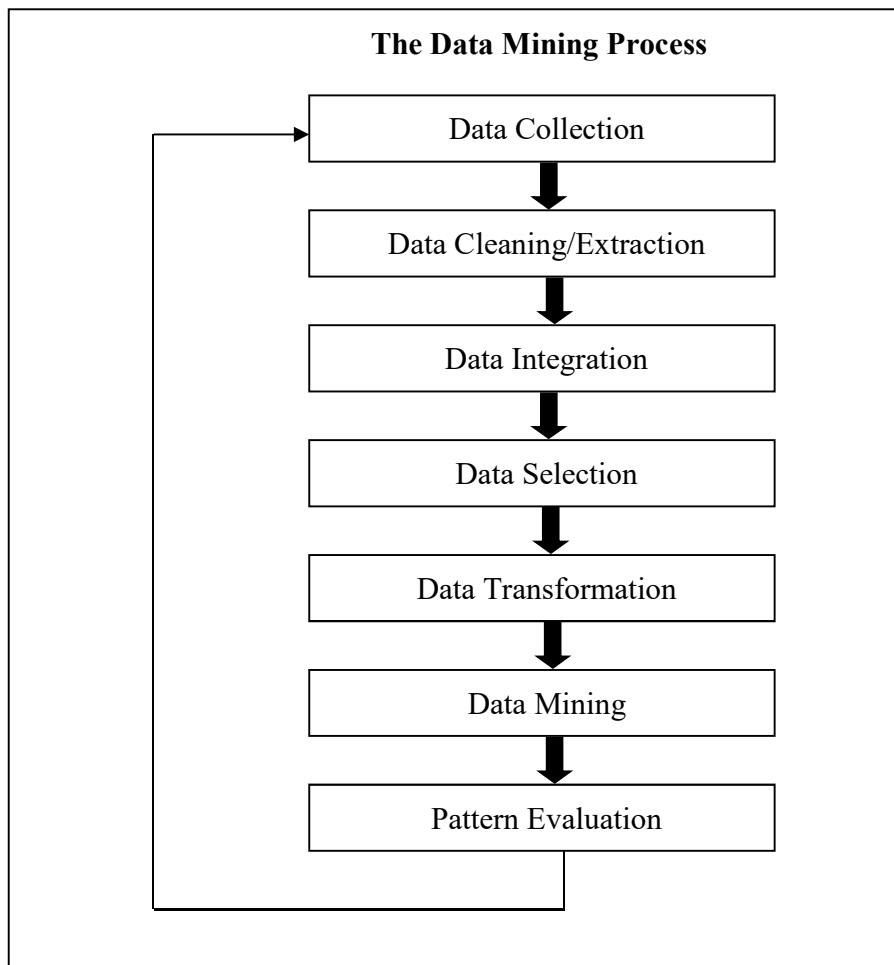 The Data Mining Process
Data Collection
Data Cleaning/Extraction
Data Integration
Data Selection
Data Transformation
Data Mining
Pattern Evaluation